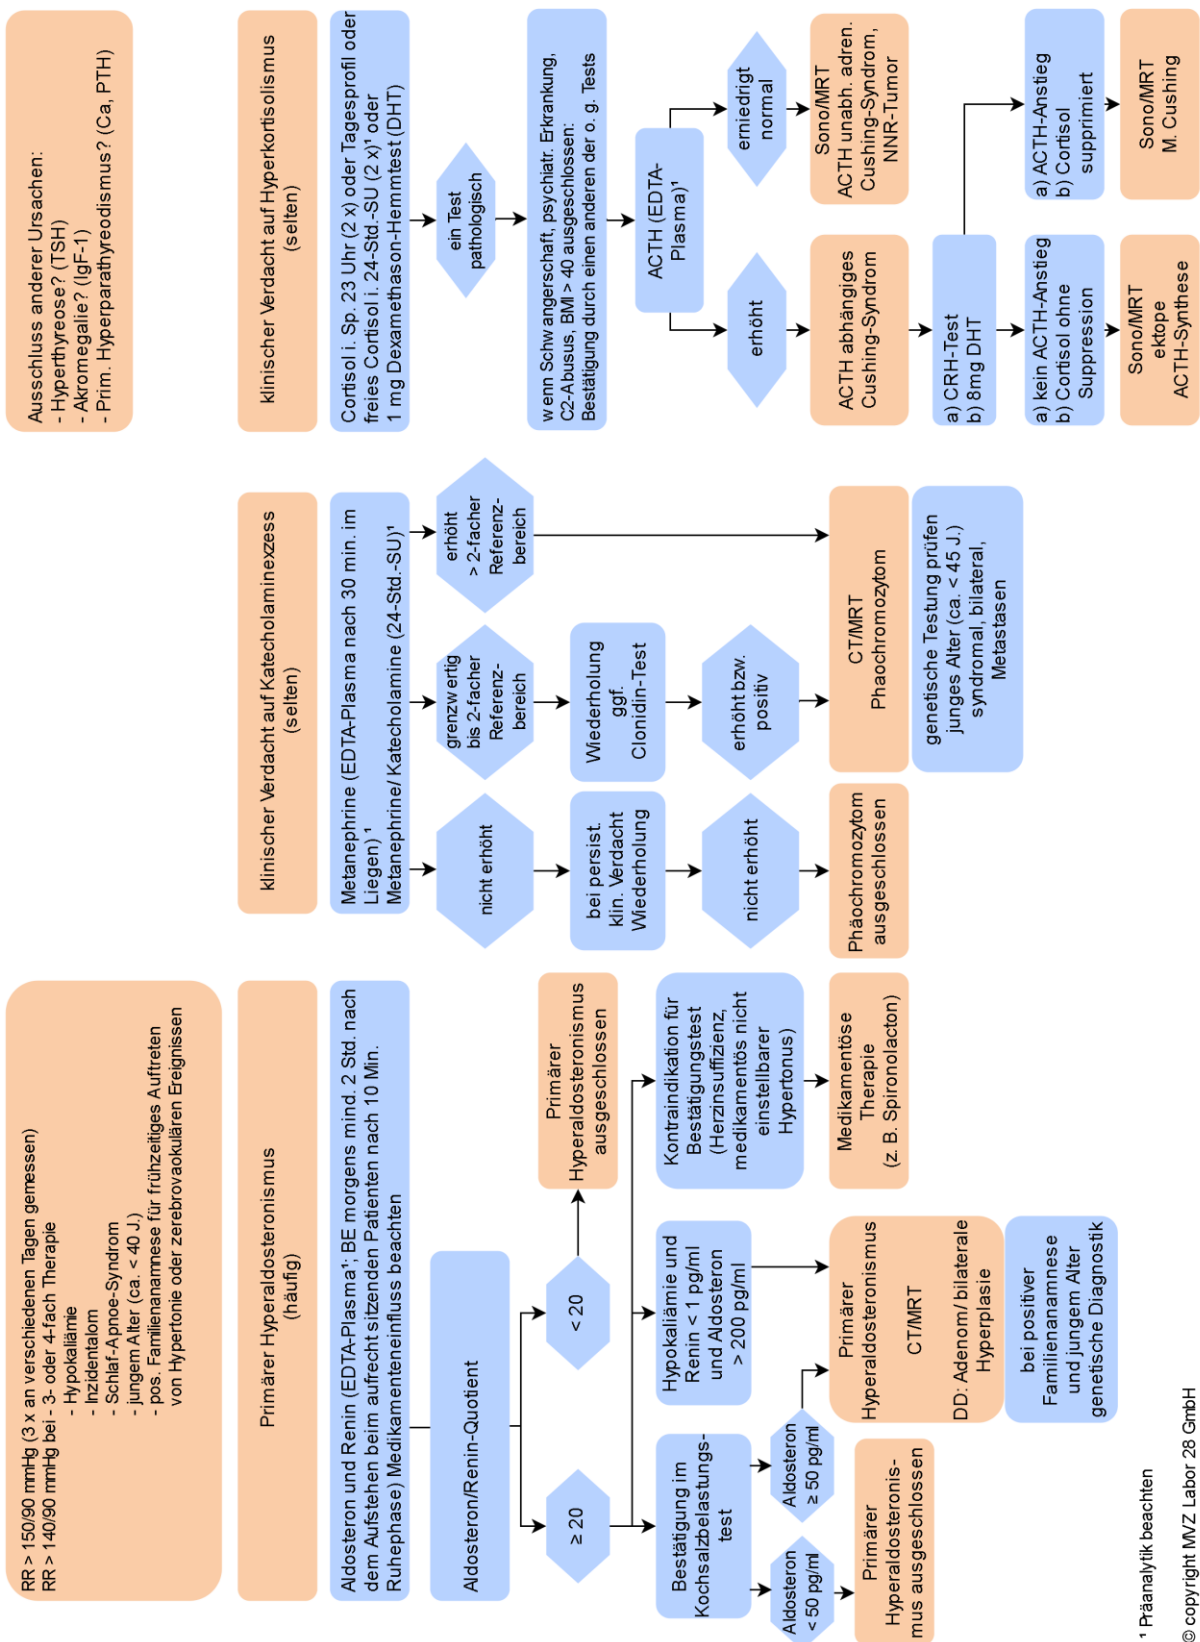 RR > 150/90 mmHg (3 x an verschiedenen Tagen gemessen)
RR > 140/90 mmHg bei - 3- oder 4-fach Therapie
- Hypokaliämie
- Inzidentalom
- Schlaf-Apnoe-Syndrom
- jungem Alter (ca. < 40 J.)
- pos. Familienanammese für frühzeitiges Auftreten
von Hypertonie oder zerebrovaokulären Ereignissen
Ausschluss anderer Ursachen:
- Hyperthyreose? (TSH)
- Akromegalie? (IgF-1)
- Prim. Hyperparathyreodismus? (Ca, PTH)
Primärer Hyperaldosteronismus
(häufig)
Aldosteron und Renin (EDTA-Plasma¹; BE morgens mind. 2 Std. nach
dem Aufstehen beim aufrecht sitzenden Patienten nach 10 Min.
Ruhephase) Medikamenteneinfluss beachten
Aldosteron/Renin-Quotient
≥ 20
< 20
Primärer
Hyperaldosteronismus
ausgeschlossen
Bestätigung im
Kochsalzbelastungs-
test
Hypokaliämie und
Renin < 1 pg/ml
und Aldosteron
> 200 pg/ml
Kontraindikation für
Bestätigungstest
(Herzinsuffizienz,
medikamentös nicht
einstellbarer
Hypertonus)
Aldosteron
< 50 pg/ml
Aldosteron
≥ 50 pg/ml
Primärer
Hyperaldosteronis-
mus ausgeschlossen
Primärer
Hyperaldosteronismus
CT/MRT
DD: Adenom/ bilaterale
Hyperplasie
Medikamentöse
Therapie
(z. B. Spironolacton)
bei positiver
Familienanamnese
und jungem Alter
genetische Diagnostik
klinischer Verdacht auf Katecholaminexzess
(selten)
Metanephrine (EDTA-Plasma nach 30 min. im
Liegen)¹
Metanephrine/ Katecholamine (24-Std.-SU)¹
nicht erhöht
grenzwertig
bis 2-facher
Referenz-
bereich
erhöht
> 2-facher
Referenz-
bereich
bei persist.
klin. Verdacht
Wiederholung
Wiederholung
ggf.
Clonidin-Test
nicht erhöht
erhöht bzw.
positiv
Phäochromozytom
ausgeschlossen
CT/MRT
Phaochromozytom
genetische Testung prüfen
junges Alter (ca. < 45 J.)
syndromal, bilateral,
Metastasen
klinischer Verdacht auf Hyperkortisolismus
(selten)
Cortisol i. Sp. 23 Uhr (2 x) oder Tagesprofil oder
freies Cortisol i. 24-Std.-SU (2 x)¹ oder
1 mg Dexamethason-Hemmtest (DHT)
ein Test
pathologisch
wenn Schwangerschaft, psychiatr. Erkrankung,
C2-Abusus, BMI > 40 ausgeschlossen:
Bestätigung durch einen anderen der o. g. Tests
ACTH (EDTA-
Plasma)¹
erhöht
erniedrigt
normal
ACTH abhängiges
Cushing-Syndrom
Sono/MRT
ACTH unabh. adren.
Cushing-Syndrom,
NNR-Tumor
a) CRH-Test
b) 8mg DHT
a) kein ACTH-Anstieg
b) Cortisol ohne
Suppression
a) ACTH-Anstieg
b) Cortisol
supprimiert
Sono/MRT
ektope
ACTH-Synthese
Sono/MRT
M. Cushing
¹ Präanalytik beachten
© copyright MVZ Labor 28 GmbH